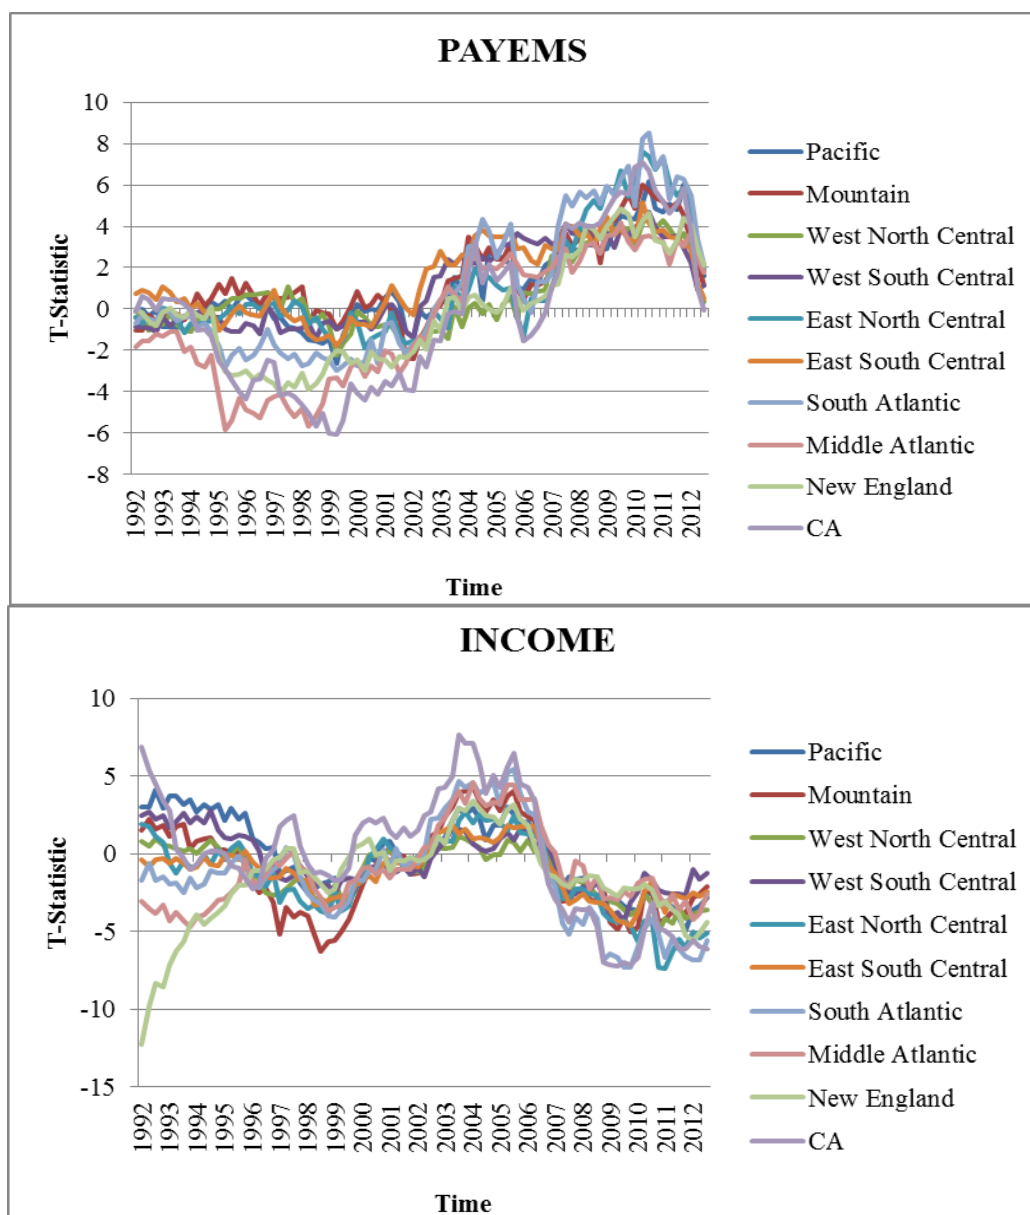 PAYEMS
10
8
6
4
2
0
-2
-4
-6
-8
T-Statistic
1992
1993
1994
1995
1996
1997
1998
1999
2000
2001
2002
2003
2004
2005
2006
2007
2008
2009
2010
2011
2012
Time
Pacific
Mountain
West North Central
West South Central
East North Central
East South Central
South Atlantic
Middle Atlantic
New England
CA
INCOME
10
5
0
-5
-10
-15
T-Statistic
1992
1993
1994
1995
1996
1997
1998
1999
2000
2001
2002
2003
2004
2005
2006
2007
2008
2009
2010
2011
2012
Time
Pacific
Mountain
West North Central
West South Central
East North Central
East South Central
South Atlantic
Middle Atlantic
New England
CA